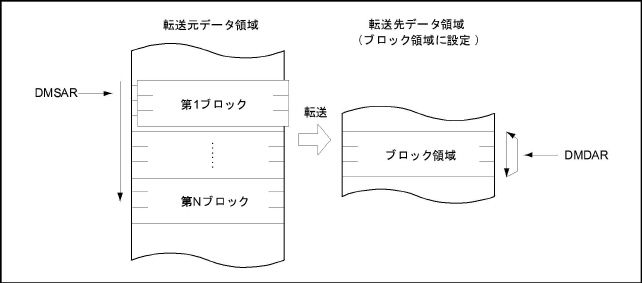 転送元データ領域
転送先データ領域
（ブロック領域に設定 ）
DMSAR
第1ブロック
転送
ブロック領域
DMDAR
第Nブロック